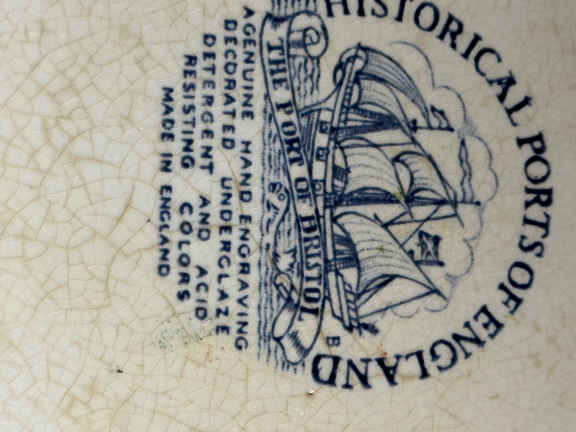 HISTORICAL PORTS OF ENGLAND
B
THE PORT OF BRISTOL
A GENUINE HAND ENGRAVING
DECORATED UNDERGLAZE
DETERGENT AND ACID
RESISTING COLORS
MADE IN ENGLAND